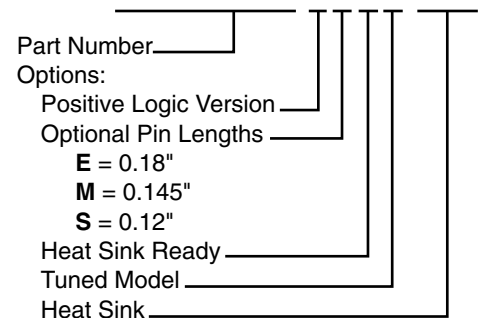 Part Number
Options:
Positive Logic Version
Optional Pin Lengths
E = 0.18"
M = 0.145"
S = 0.12"
Heat Sink Ready
Tuned Model
Heat Sink